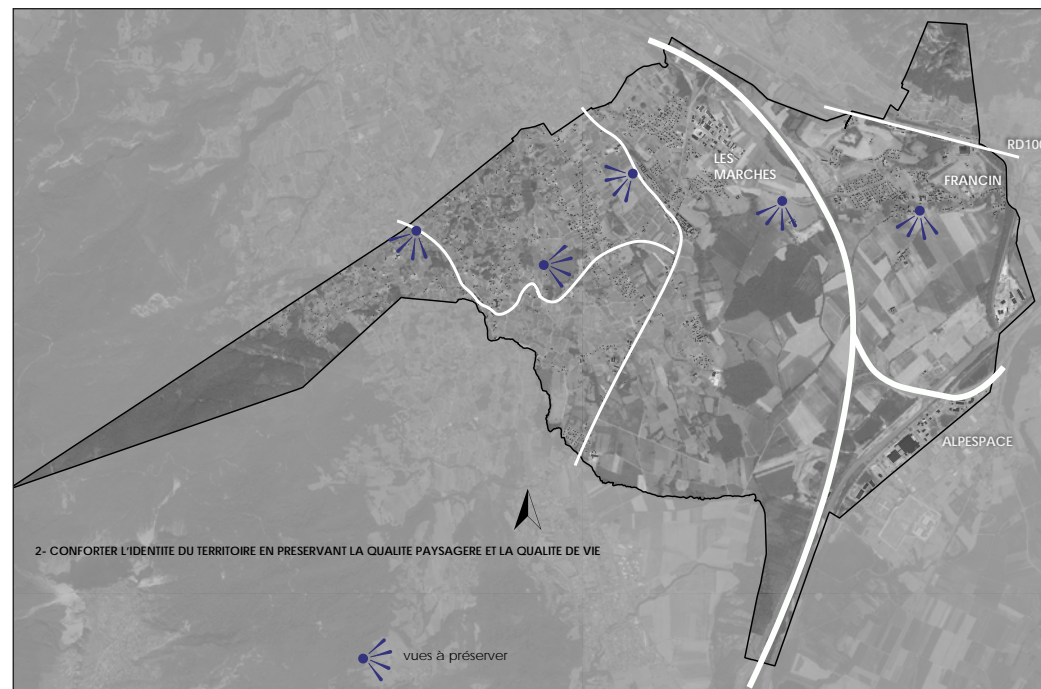 LES
MARCHES
RD100
FRANCIN
ALPESPACE
2- CONFORTER L'IDENTITE DU TERRITOIRE EN PRESERVANT LA QUALITE PAYSAGERE ET LA QUALITE DE VIE
vues à préserver